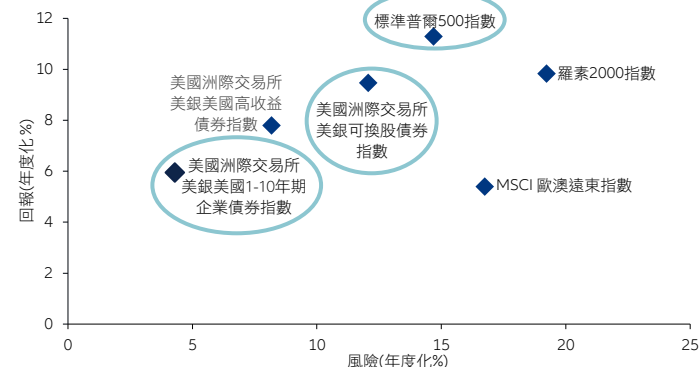 12
10
8
6
4
2
0
回報(年度化 %)
標準普爾500指數
羅素2000指數
美國洲際交易所
美銀美國高收益
債券指數
美國洲際交易所
美銀可換股債券
指數
美國洲際交易所
美銀美國1-10年期
企業債券指數
MSCI 歐澳遠東指數
0
5
10
15
20
25
風險(年度化%)